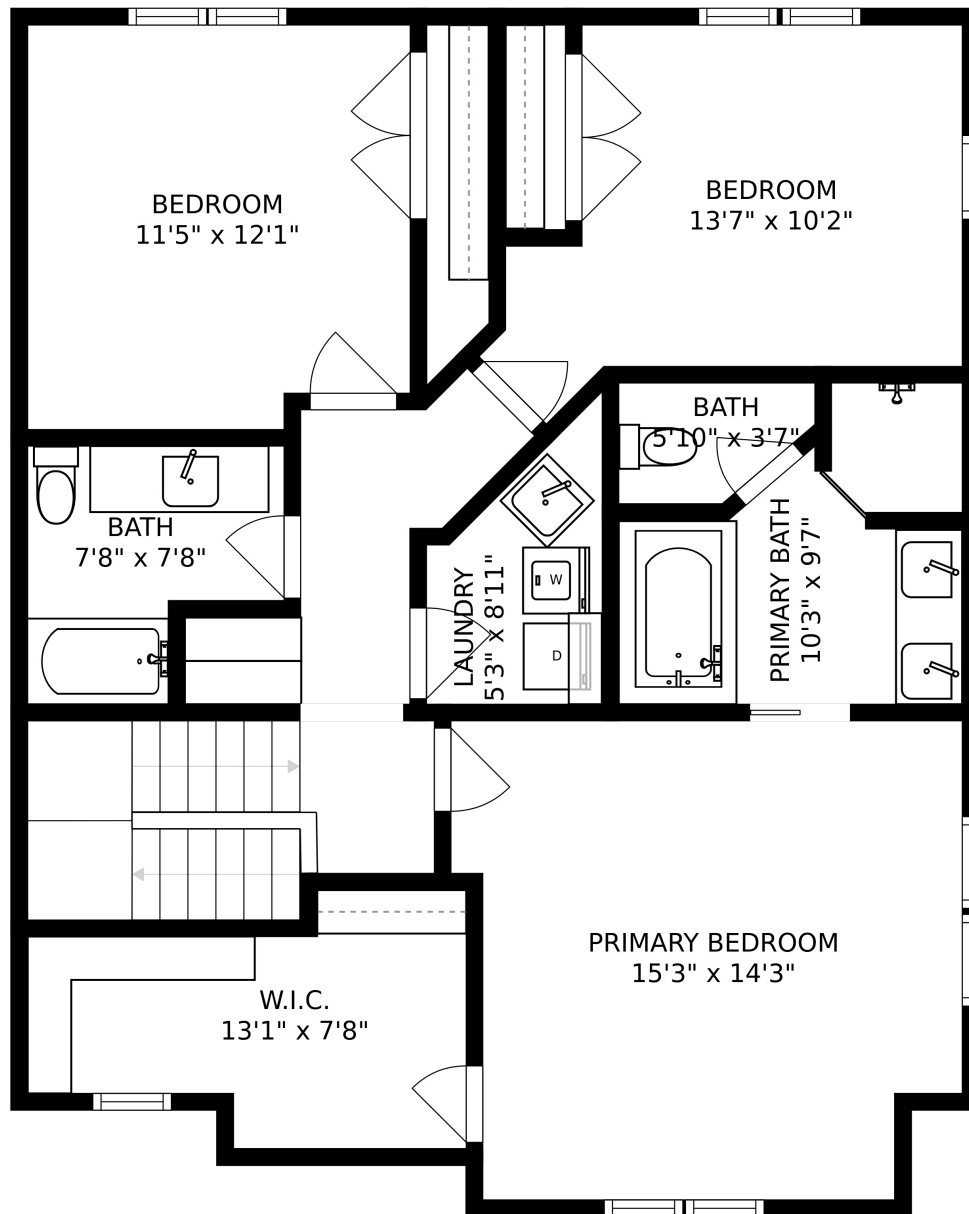 BEDROOM
11'5" x 12'1"
BEDROOM
13'7" x 10'2"
BATH
5'10" x 3'7"
BATH
7'8" x 7'8"
LAUNDRY
5'3" x 8'11"
W
D
PRIMARY BATH
10'3" x 9'7"
PRIMARY BEDROOM
15'3" x 14'3"
W.I.C.
13'1" x 7'8"